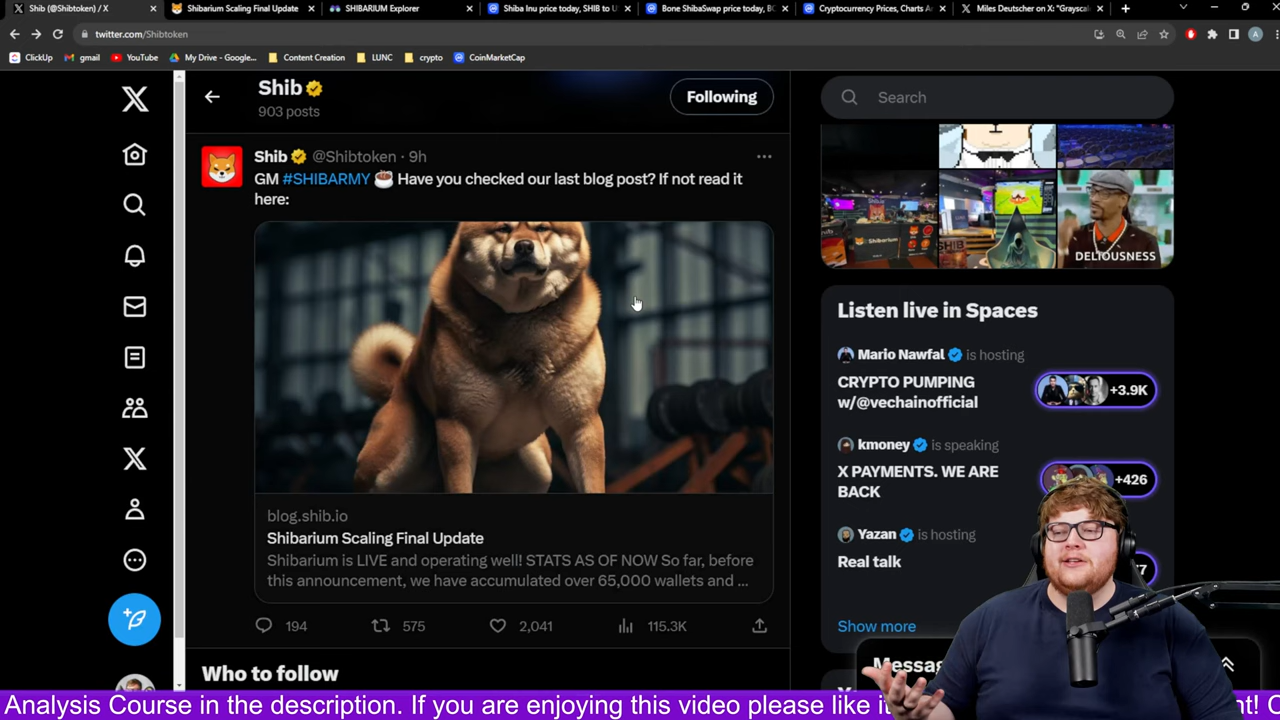 Shib (@Shibtoken) / X
Shibarium Scaling Final Update
SHIBARIUM Explorer
Shiba Inu price today, SHIB to U
Bone ShibaSwap price today, BC
Cryptocurrency Prices, Charts A
Miles Deutscher on X: "Graysca
twitter.com/Shibtoken
ClickUp
gmail
YouTube
My Drive - Google...
Content Creation
LUNC
crypto
CoinMarketCap
Shib
903 posts
Following
Search
Shib @Shibtoken · 9h
GM #SHIBARMY Have you checked our last blog post? If not read it
here:
blog.shib.io
Shibarium Scaling Final Update
Shibarium is LIVE and operating well! STATS AS OF NOW So far, before
this announcement, we have accumulated over 65,000 wallets and ...
194
575
2,041
115.3K
Who to follow
DELTIOUSNESS
Listen live in Spaces
Mario Nawfal is hosting
CRYPTO PUMPING
w/@vechainofficial
+3.9K
kmoney is speaking
X PAYMENTS. WE ARE
BACK
+426
Yazan is hosting
Real talk
Show more
Analysis Course in the description. If you are enjoying this video please like i